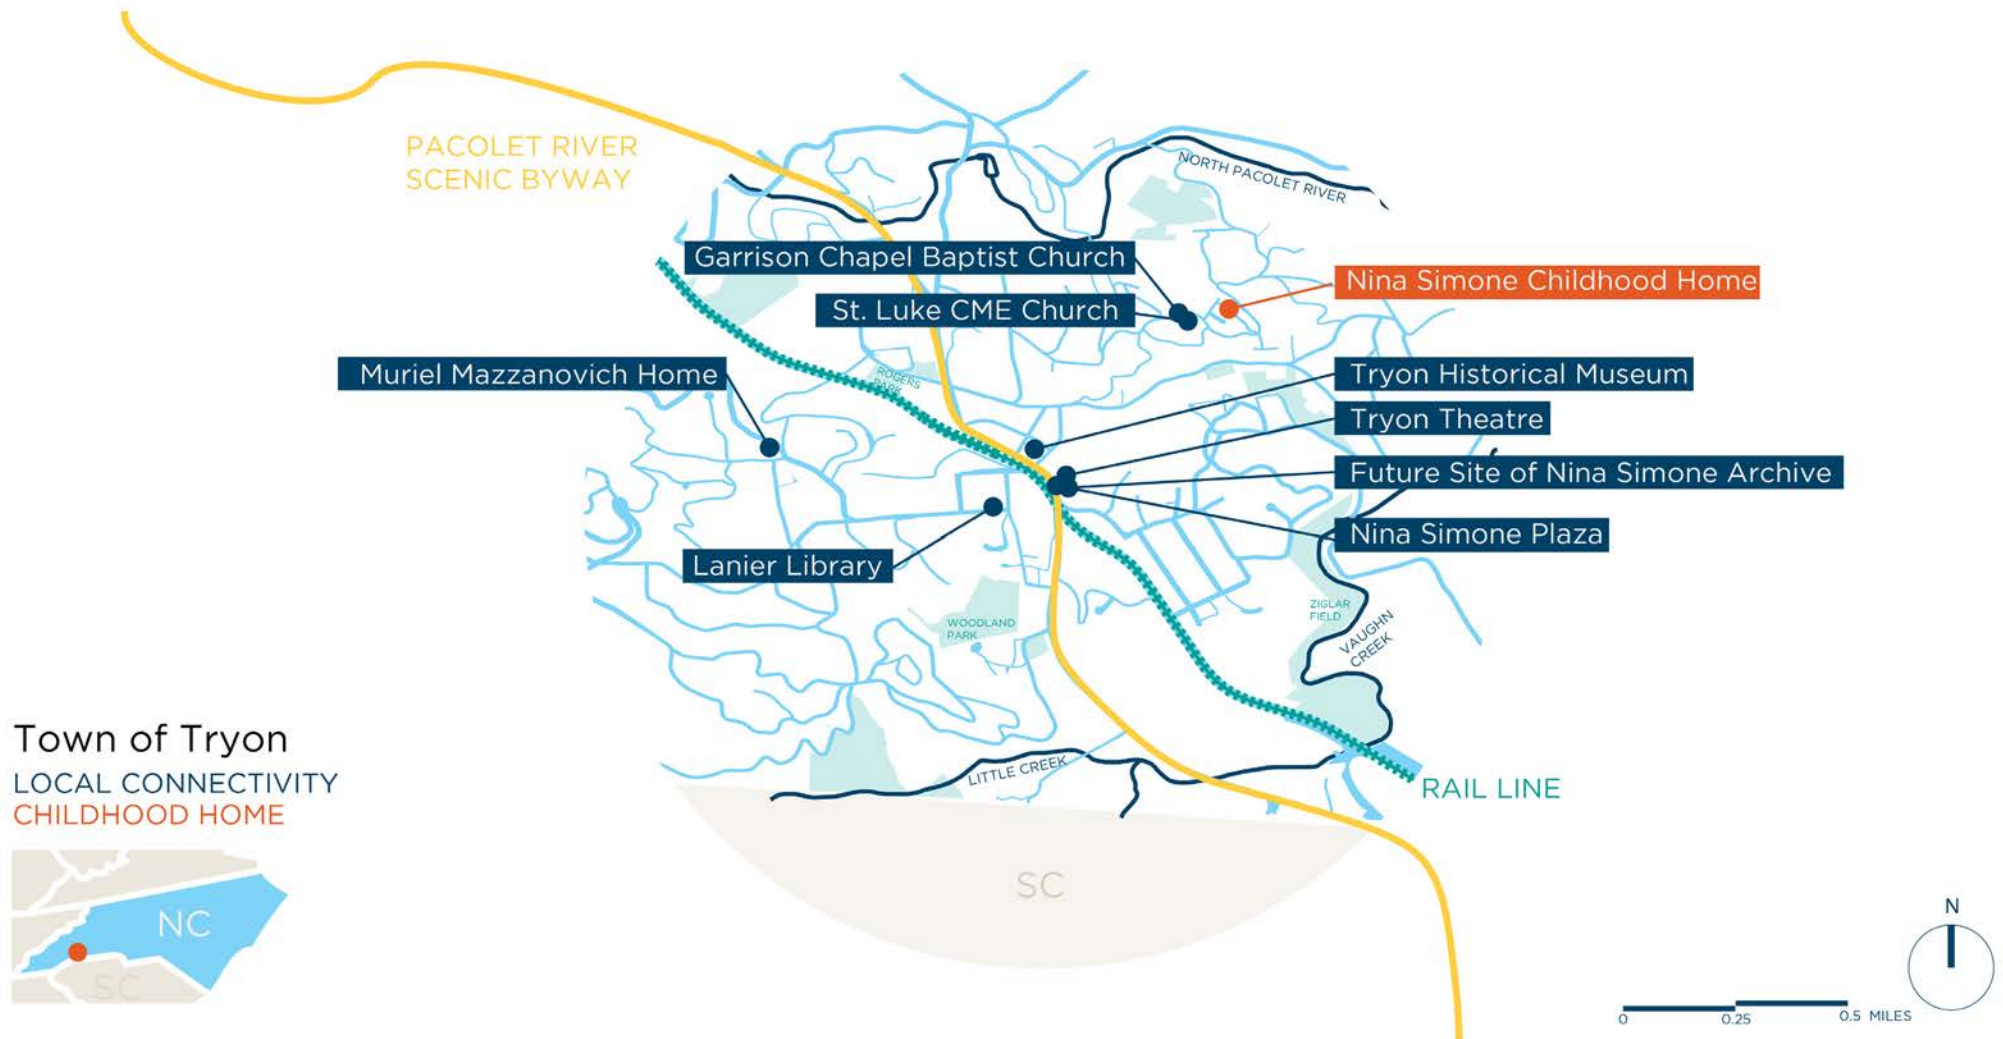 PACOLET RIVER
SCENIC BYWAY
NORTH PACOLET RIVER
Garrison Chapel Baptist Church
St. Luke CME Church
Nina Simone Childhood Home
Muriel Mazzanovich Home
ROGERS
PARK
Tryon Historical Museum
Tryon Theatre
Future Site of Nina Simone Archive
Nina Simone Plaza
Lanier Library
WOODLAND
PARK
ZIGLAR
FIELD
VAUGHN
CREEK
LITTLE CREEK
RAIL LINE
SC
Town of Tryon
LOCAL CONNECTIVITY
CHILDHOOD HOME
NC
SC
N
0 0.25 0.5 MILES